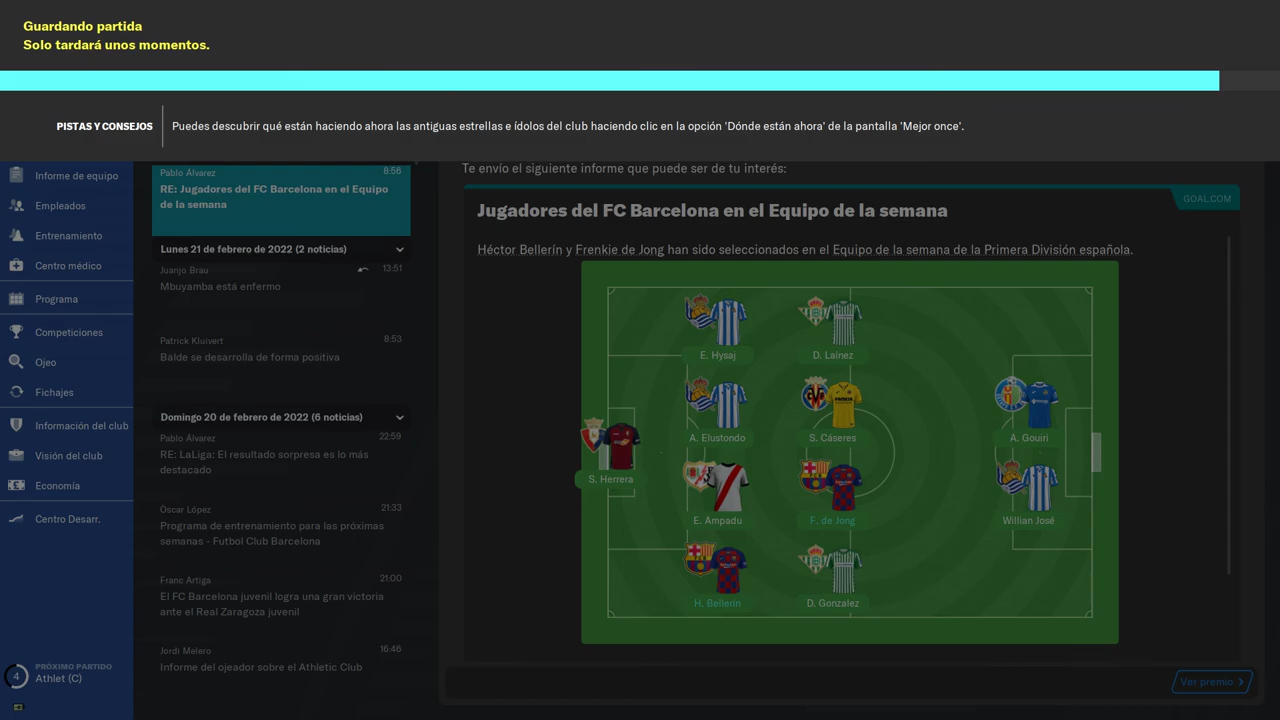 Guardando partida
Solo tardará unos momentos.
PISTAS Y CONSEJOS
Puedes descubrir qué están haciendo ahora las antiguas estrellas e ídolos del club haciendo clic en la opción 'Dónde están ahora' de la pantalla 'Mejor once'.
Informe de equipo
Empleados
Entrenamiento
Centro médico
Programa
Competiciones
Ojeo
Fichajes
Información del club
Visión del club
Economía
Centro Desarr.
4
PRÓXIMO PARTIDO
Athlet (C)
Pablo Álvarez 8:56
RE: Jugadores del FC Barcelona en el Equipo
de la semana
Lunes 21 de febrero de 2022 (2 noticias)
Juanjo Brau 13:51
Mbuyamba está enfermo
Patrick Kluivert 8:53
Balde se desarrolla de forma positiva
Domingo 20 de febrero de 2022 (6 noticias)
Pablo Álvarez 22:59
RE: LaLiga: El resultado sorpresa es lo más
destacado
Óscar López 21:33
Programa de entrenamiento para las próximas
semanas - Futbol Club Barcelona
Franc Artiga 21:00
El FC Barcelona juvenil logra una gran victoria
ante el Real Zaragoza juvenil
Jordi Melero 16:46
Informe del ojeador sobre el Athletic Club
Te envío el siguiente informe que puede ser de tu interés:
GOAL.COM
Jugadores del FC Barcelona en el Equipo de la semana
Héctor Bellerín y Frenkie de Jong han sido seleccionados en el Equipo de la semana de la Primera División española.
E. Hysaj
D. Laínez
A. Elustondo
S. Cáseres
A. Gouiri
S. Herrera
E. Ampadu
F. de Jong
Willian José
H. Bellerín
D. Gonzalez
Ver premio